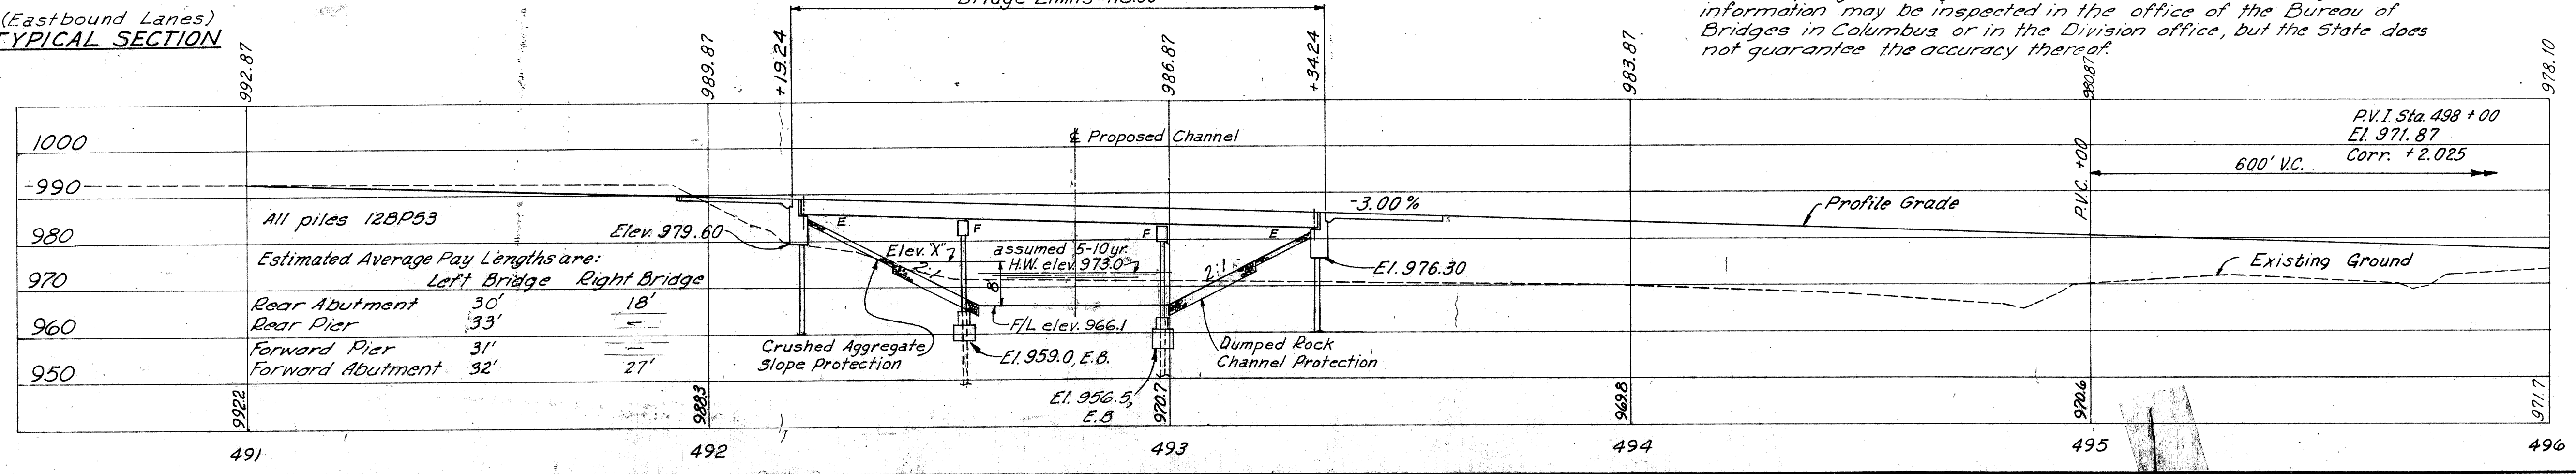 (Eastbound Lanes)
TYPICAL SECTION
information may be inspected in the office of the Bureau of
Bridges in Columbus or in the Division office, but the State does
not guarantee the accuracy thereof.
992.87
989.87
+19.24
986.87
+34.24
983.87
980.87
978.10
1000
990
980
970
960
950
₵ Proposed Channel
P.V.I. Sta. 498 + 00
El. 971.87
Corr. + 2.025
600' V.C.
P.V.C. +00
-3.00%
Profile Grade
Existing Ground
All piles 12BP53
Elev. 979.60
Estimated Average Pay Lengths are:
Left Bridge Right Bridge
Rear Abutment 30' 18'
Rear Pier 33' -
Forward Pier 31' -
Forward Abutment 32' 27'
E
F
F
E
Elev. "X"
assumed 5-10 yr.
H.W. elev. 973.0
2:1
8'
2:1
El. 976.30
F/L elev. 966.1
Crushed Aggregate
Slope Protection
El. 959.0, E.B.
Dumped Rock
Channel Protection
El. 956.5,
E.B
992.2
988.3
970.7
969.8
970.6
971.7
491
492
493
494
495
496